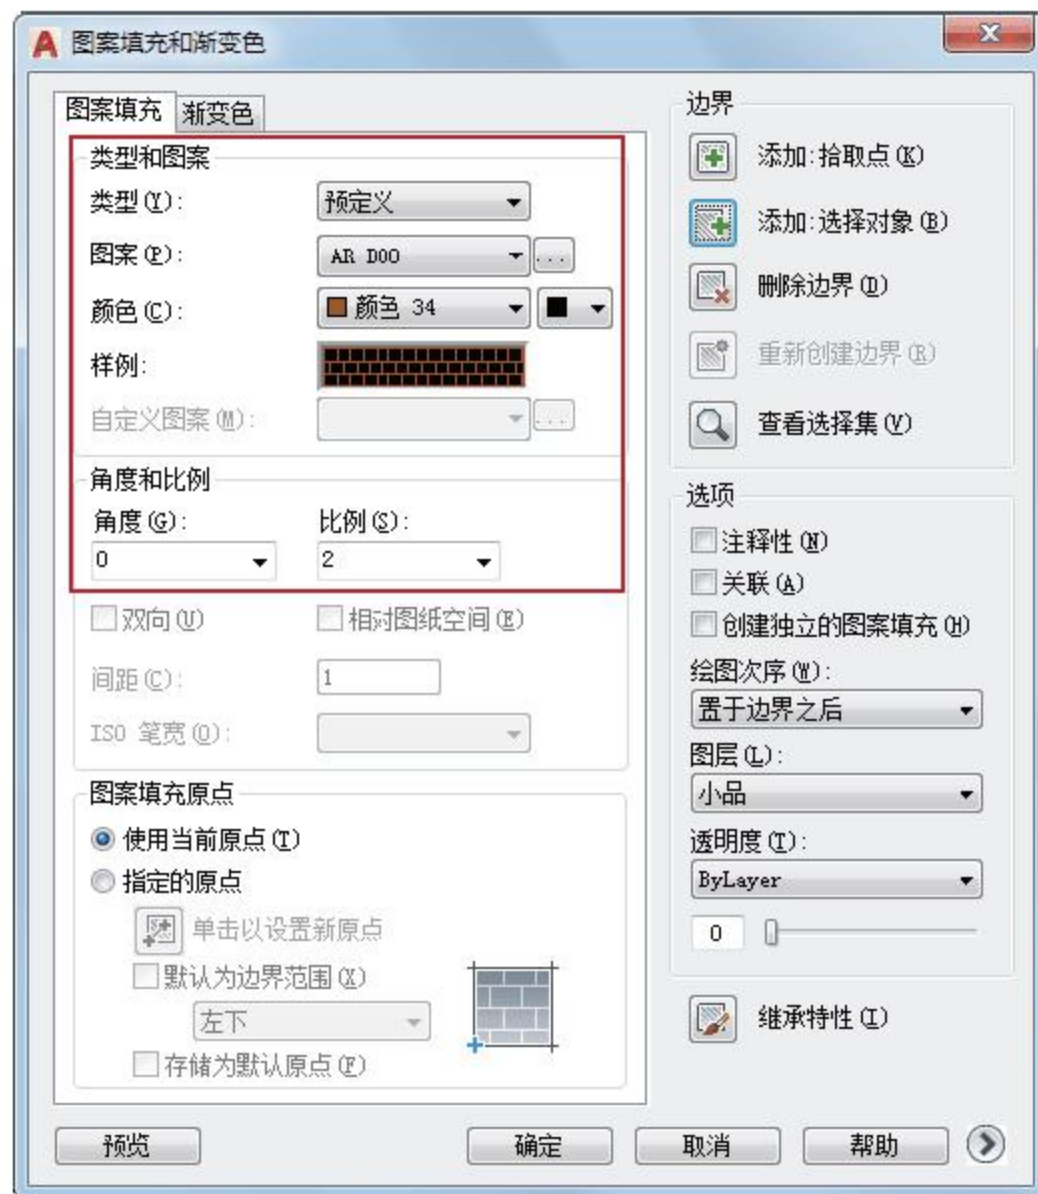 图案填充和渐变色
图案填充 渐变色
类型和图案
类型(Y): 预定义
图案(P): AR DOO ...
颜色(C): 颜色 34
样例:
自定义图案(M): ...
角度和比例
角度(G): 比例(S):
0 2
双向(U) 相对图纸空间(E)
间距(C): 1
ISO 笔宽(O):
图案填充原点
使用当前原点(T)
指定的原点
单击以设置新原点
默认为边界范围(X)
左下
存储为默认原点(F)
边界
添加:拾取点(K)
添加:选择对象(B)
删除边界(D)
重新创建边界(R)
查看选择集(V)
选项
注释性(N)
关联(A)
创建独立的图案填充(H)
绘图次序(W):
置于边界之后
图层(L):
小品
透明度(T):
ByLayer
0
继承特性(I)
预览 确定 取消 帮助